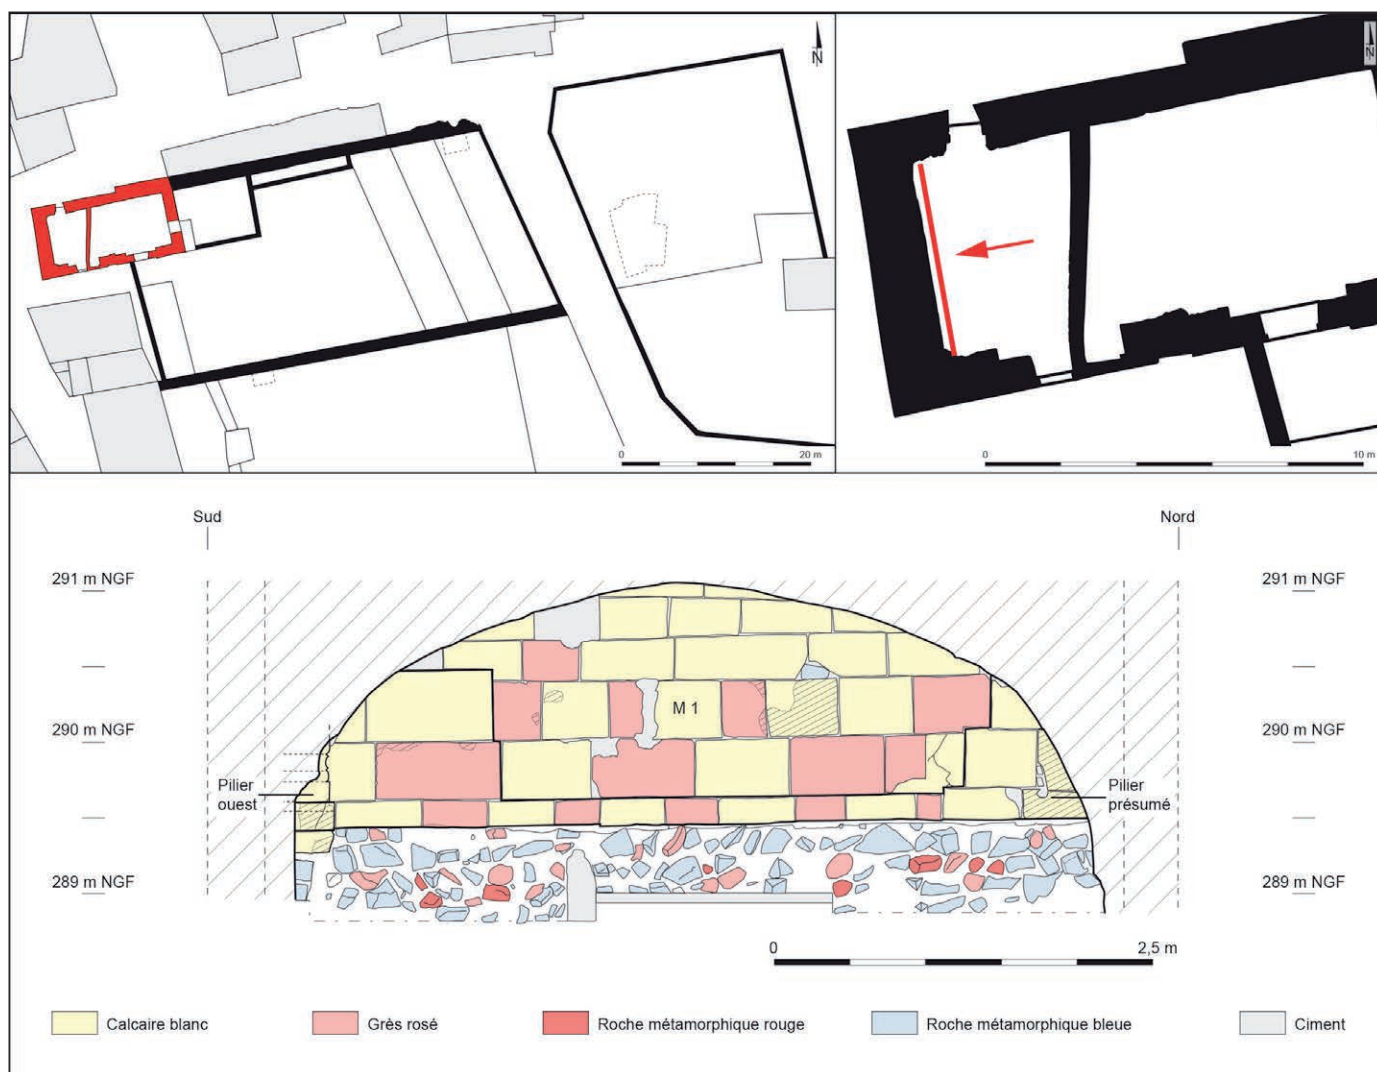 N
0
20 m
N
0
10 m
Sud
Nord
291 m NGF
291 m NGF
M 1
290 m NGF
290 m NGF
Pilier
ouest
Pilier
présumé
289 m NGF
289 m NGF
0
2,5 m
Calcaire blanc
Grès rosé
Roche métamorphique rouge
Roche métamorphique bleue
Ciment